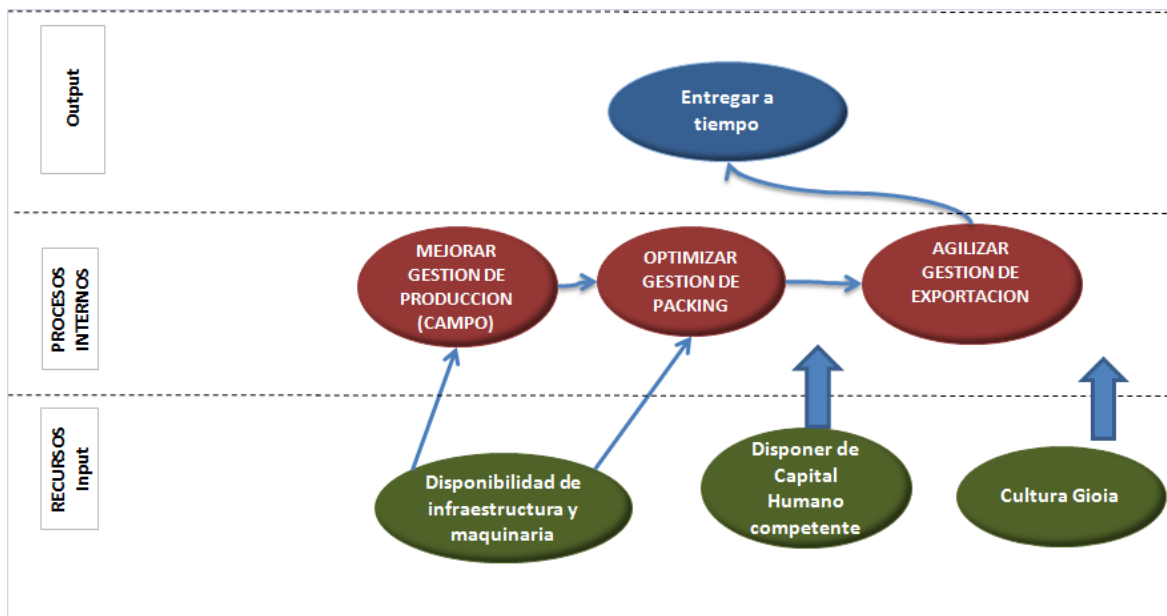 Output
Entregar a
tiempo
PROCESOS
INTERNOS
MEJORAR
GESTION DE
PRODUCCION
(CAMPO)
OPTIMIZAR
GESTION DE
PACKING
AGILIZAR
GESTION DE
EXPORTACION
RECURSOS
Input
Disponibilidad de
infraestructura y
maquinaria
Disponer de
Capital
Humano
competente
Cultura Gioia